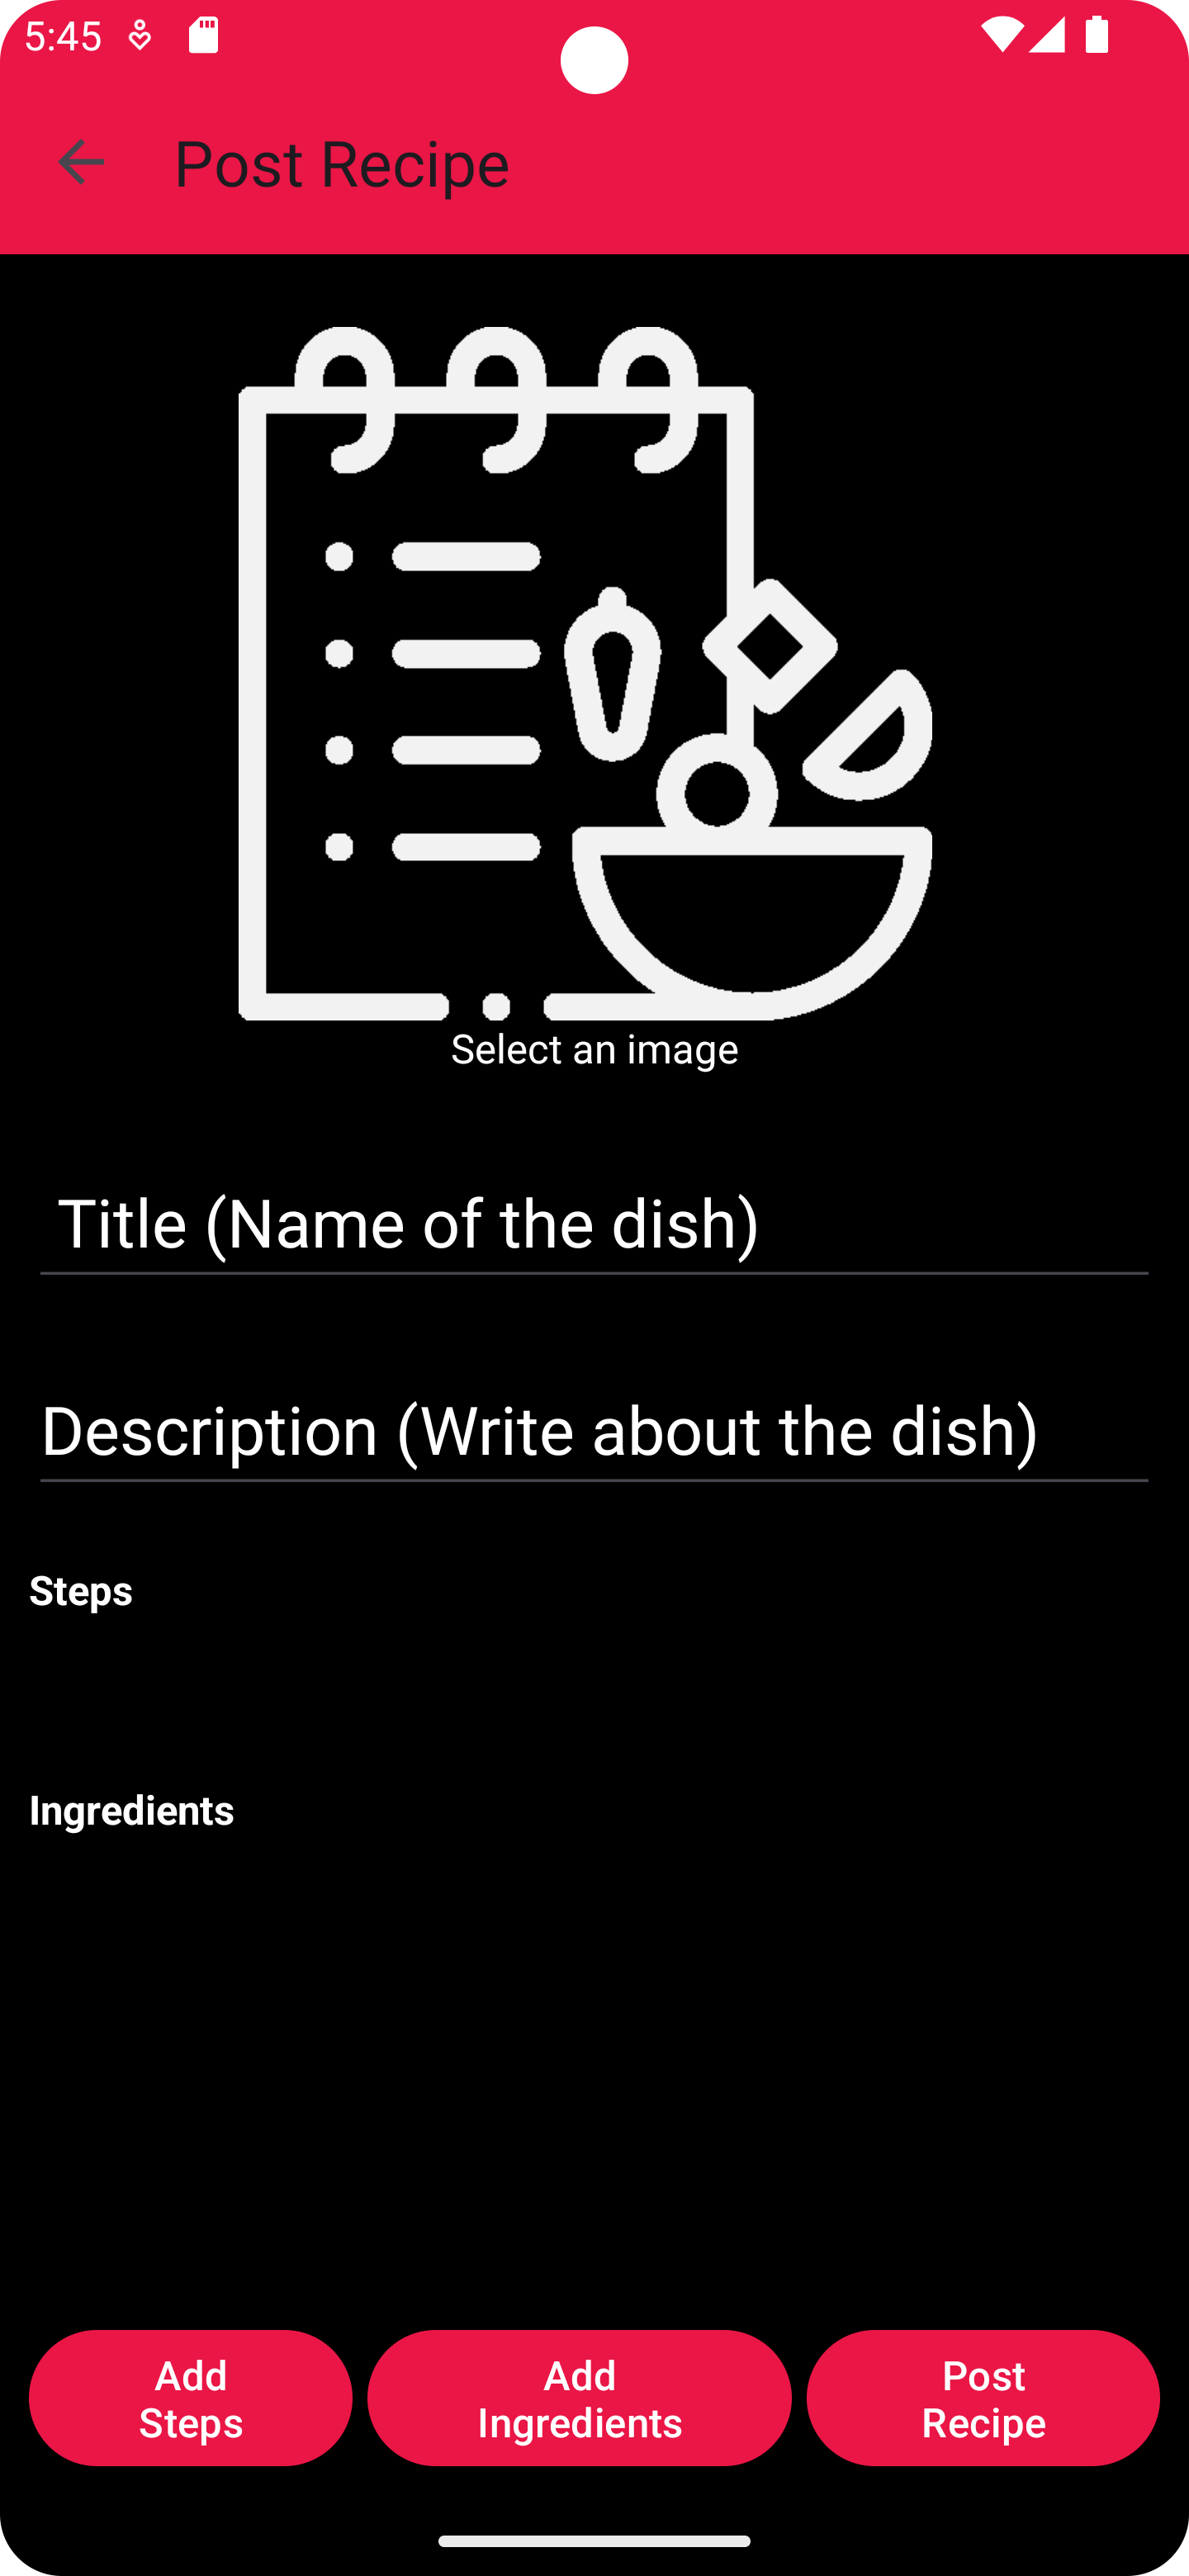 5:45
Post Recipe
Select an image
Title (Name of the dish)
Description (Write about the dish)
Steps
Ingredients
Add
Steps
Add
Ingredients
Post
Recipe